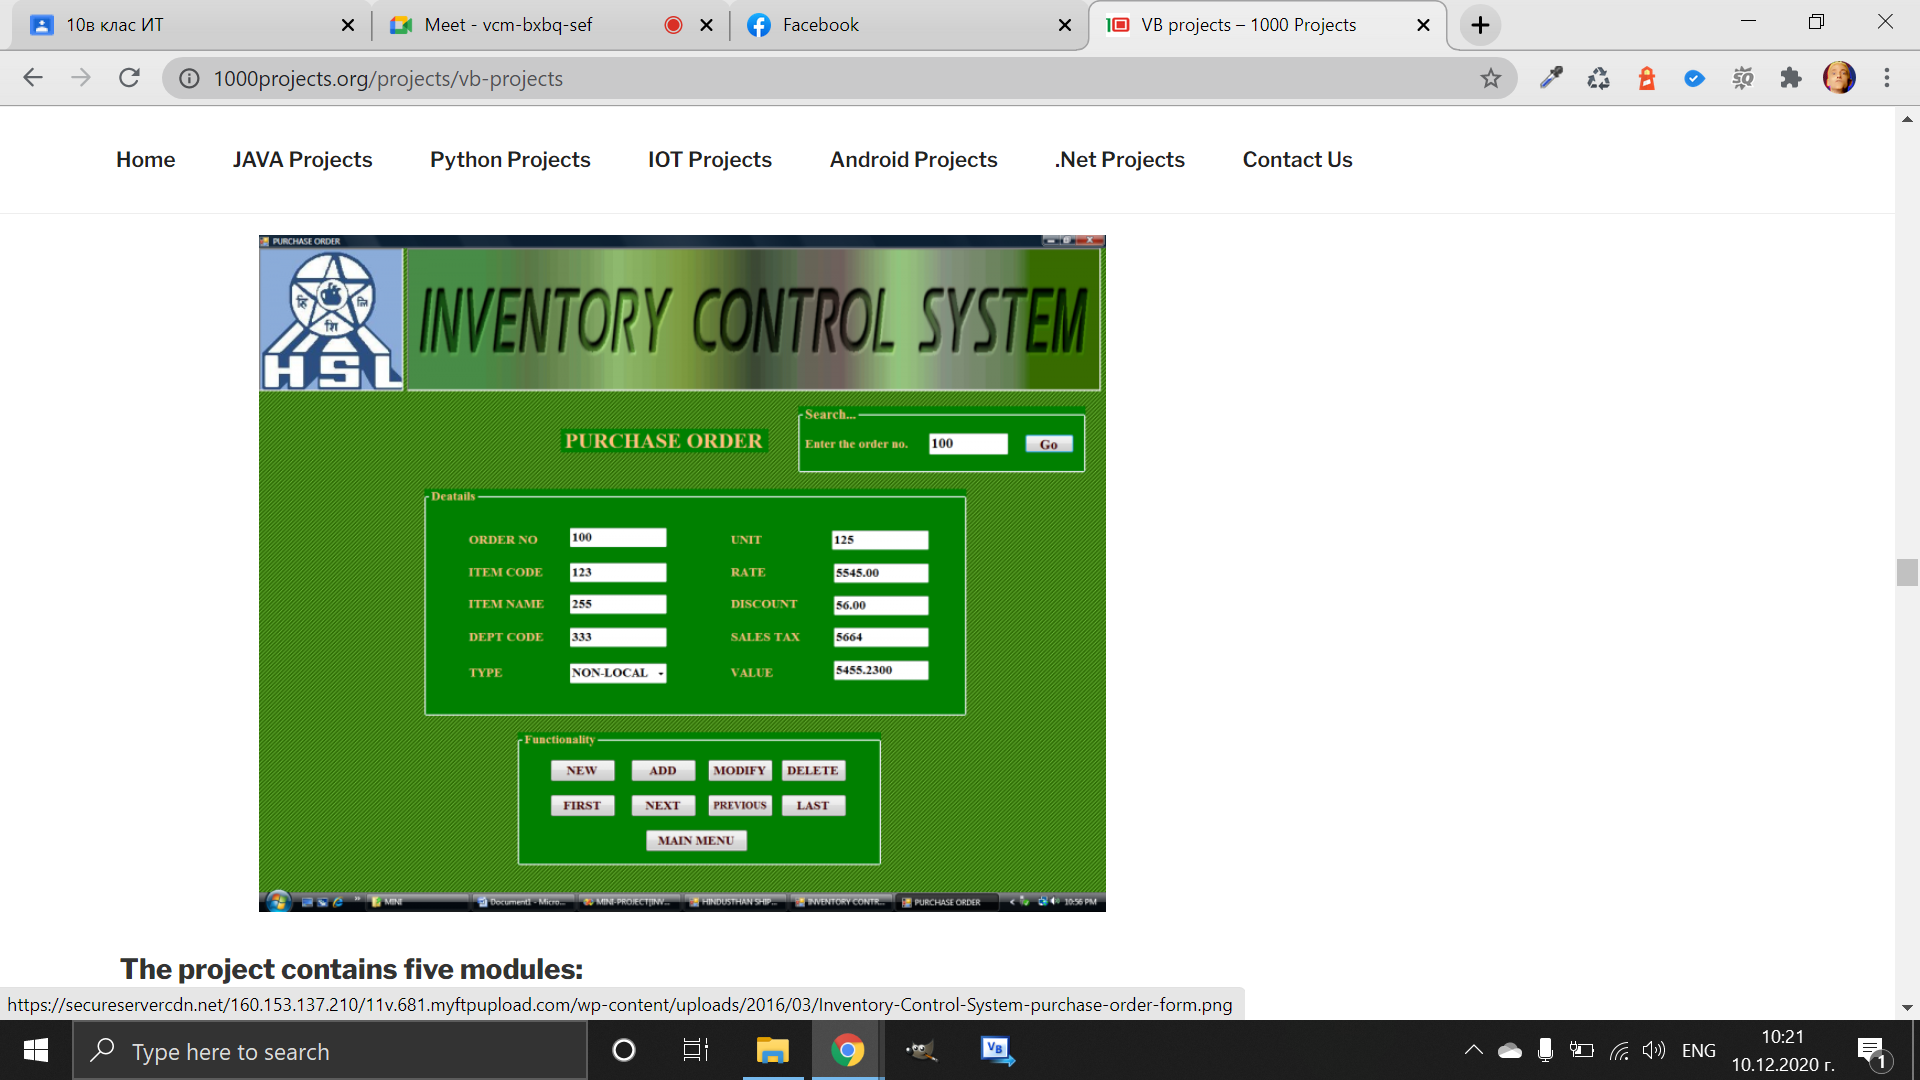 10в клас ИТ
Meet - vcm-bxbq-sef
Facebook
VB projects – 1000 Projects
1000projects.org/projects/vb-projects
Home JAVA Projects Python Projects IOT Projects Android Projects .Net Projects Contact Us
PURCHASE ORDER
HSL
INVENTORY CONTROL SYSTEM
Search...
PURCHASE ORDER
Enter the order no. 100 Go
Deatails
ORDER NO 100 UNIT 125
ITEM CODE 123 RATE 5545.00
ITEM NAME 255 DISCOUNT 56.00
DEPT CODE 333 SALES TAX 5664
TYPE NON-LOCAL VALUE 5455.2300
Functionality
NEW ADD MODIFY DELETE
FIRST NEXT PREVIOUS LAST
MAIN MENU
MINI Document1 - Micro... MINI-PROJECT[INV... HINDUSTHAN SHIP... INVENTORY CONTR... PURCHASE ORDER 10:56 PM
The project contains five modules:
https://secureservercdn.net/160.153.137.210/11v.681.myftpupload.com/wp-content/uploads/2016/03/Inventory-Control-System-purchase-order-form.png
Type here to search
VB
ENG
10:21
10.12.2020 г.
1